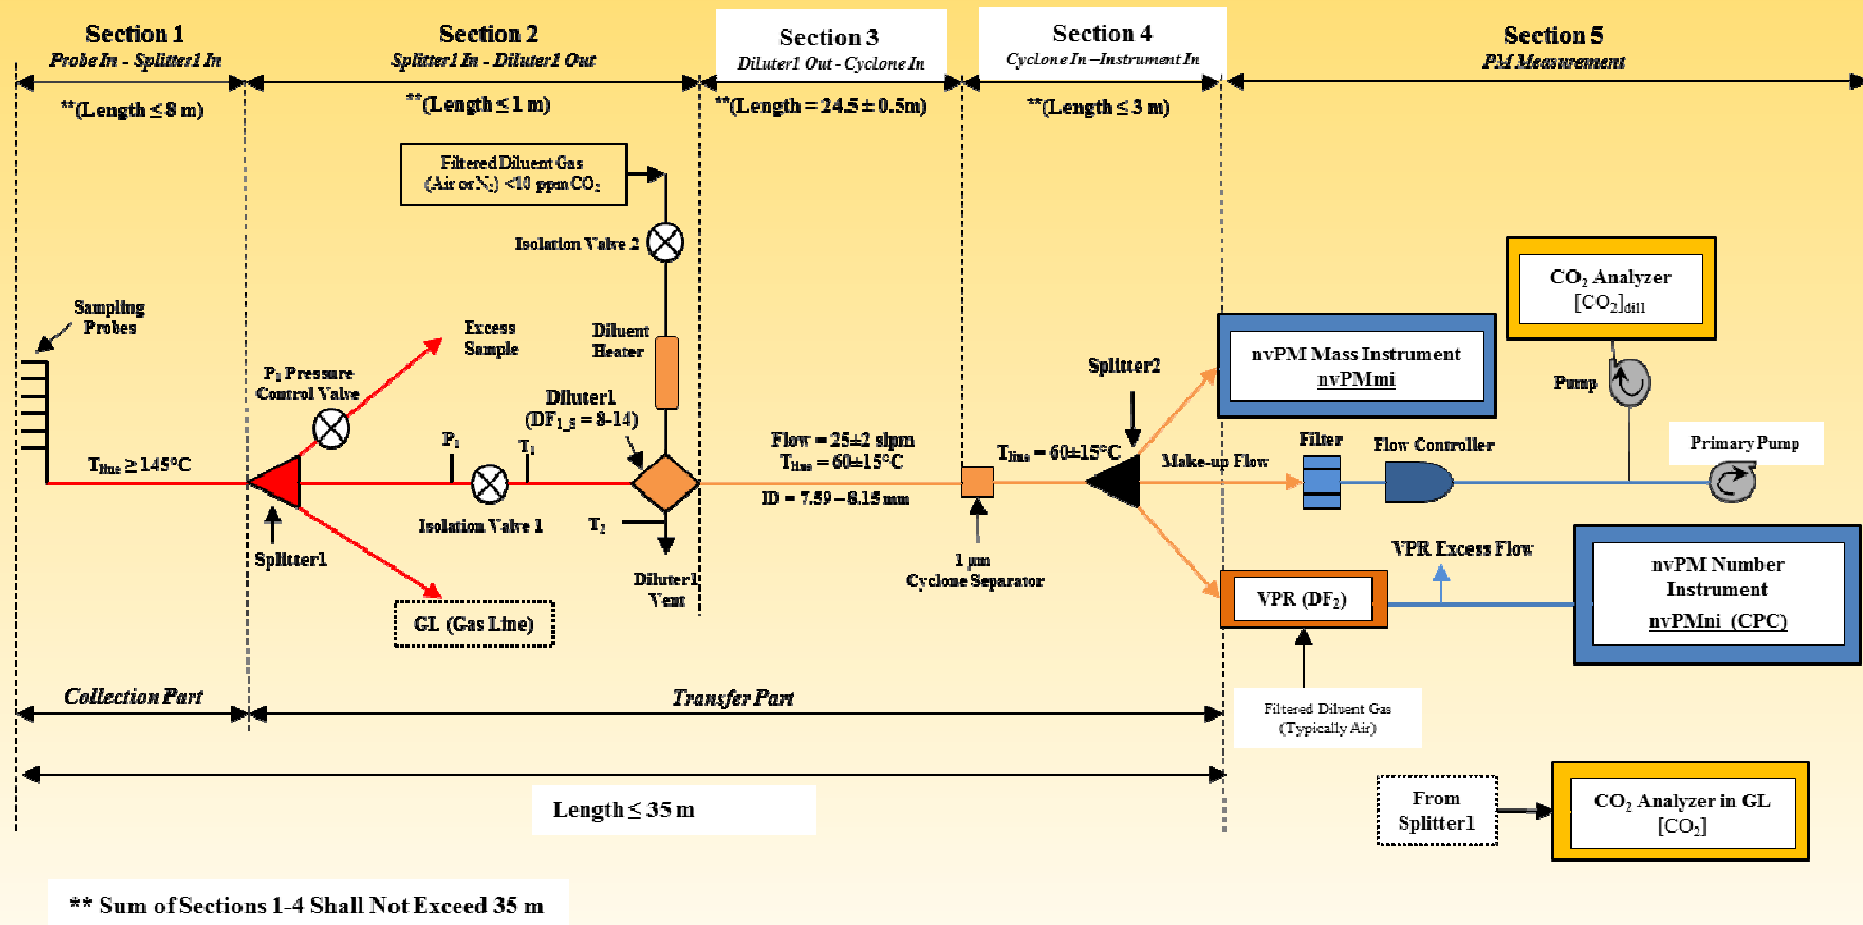 Section 1
Probe In - Splitter1 In
**(Length ≤ 8 m)
Section 2
Splitter1 In - Diluter1 Out
**(Length ≤ 1 m)
Section 3
Diluter1 Out - Cyclone In
**(Length = 24.5 ± 0.5m)
Section 4
Cyclone In –Instrument In
**(Length ≤ 3 m)
Section 5
PM Measurement
Filtered Diluent Gas
(Air or N₂) <10 ppm CO₂
Isolation Valve 2
Sampling
Probes
Excess
Sample
Diluent
Heater
P₁ Pressure
Control Valve
Diluter1
(DF₁_S = 8-14)
Tline ≥ 145°C
P₁
T₁
Isolation Valve 1
Splitter1
T₂
Diluter1
Vent
GL (Gas Line)
Flow = 25±2 slpm
Tline = 60±15°C
ID = 7.59 – 8.15 mm
1 µm
Cyclone Separator
Tline = 60±15°C
Splitter2
Make-up Flow
nvPM Mass Instrument
nvPMmi
CO₂ Analyzer
[CO₂]dil1
Pump
Filter
Flow Controller
Primary Pump
VPR Excess Flow
VPR (DF₂)
nvPM Number
Instrument
nvPMni (CPC)
Filtered Diluent Gas
(Typically Air)
Collection Part
Transfer Part
Length ≤ 35 m
From
Splitter1
CO₂ Analyzer in GL
[CO₂]
** Sum of Sections 1-4 Shall Not Exceed 35 m